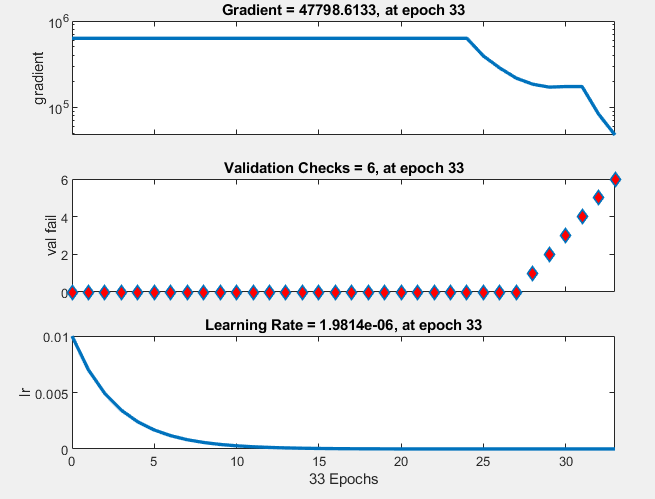 Gradient = 47798.6133, at epoch 33
10^6
gradient
10^5
Validation Checks = 6, at epoch 33
6
4
val fail
2
0
Learning Rate = 1.9814e-06, at epoch 33
0.01
lr
0.005
0
0 5 10 15 20 25 30
33 Epochs